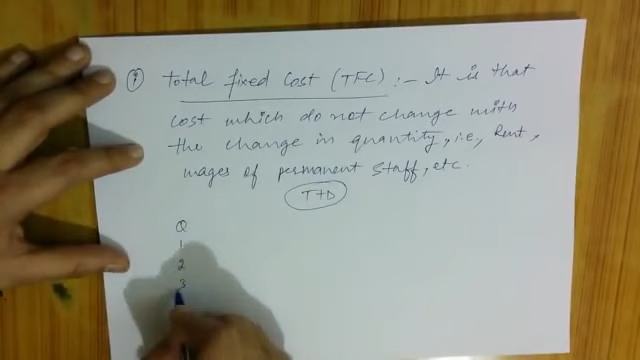 ① Total fixed Cost (TFC) :- It is that
cost which do not change with
the change in quantity, i.e., Rent,
wages of permanent staff, etc.
T+D
Q
1
2
3